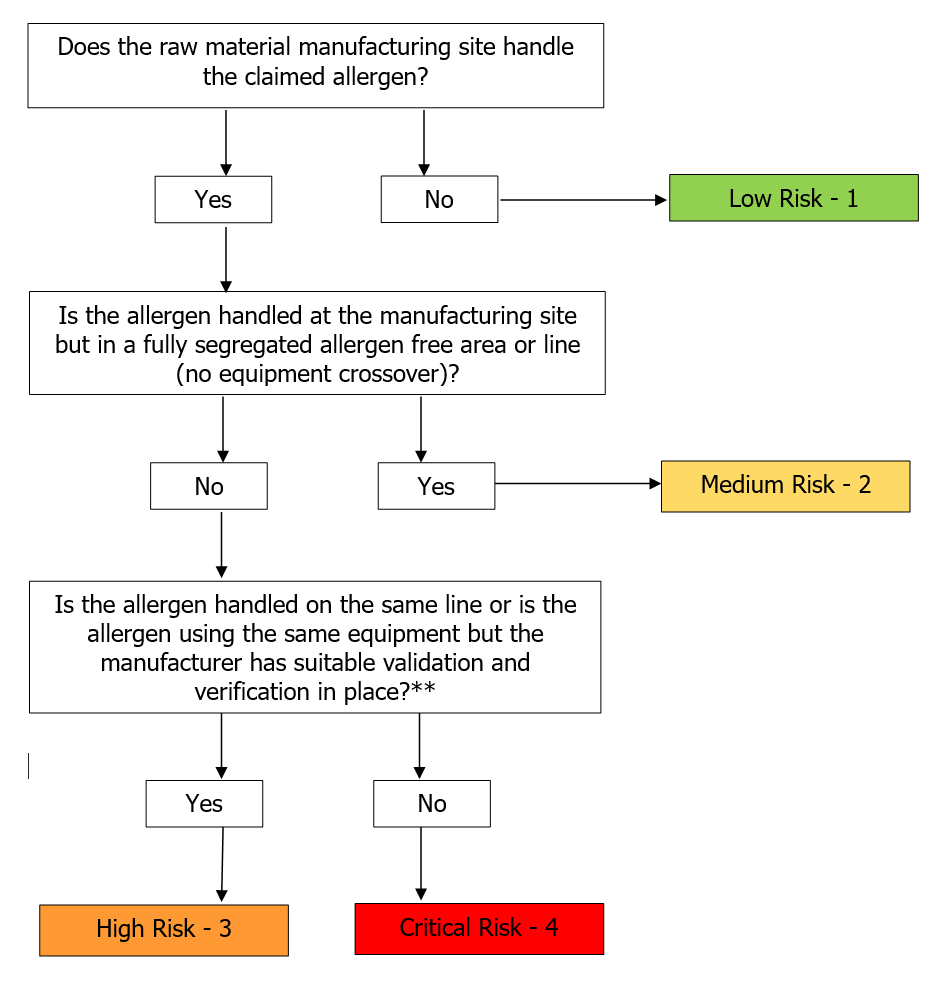 Does the raw material manufacturing site handle
the claimed allergen?
Yes
No
Low Risk - 1
Is the allergen handled at the manufacturing site
but in a fully segregated allergen free area or line
(no equipment crossover)?
No
Yes
Medium Risk - 2
Is the allergen handled on the same line or is the
allergen using the same equipment but the
manufacturer has suitable validation and
verification in place?**
Yes
No
High Risk - 3
Critical Risk - 4